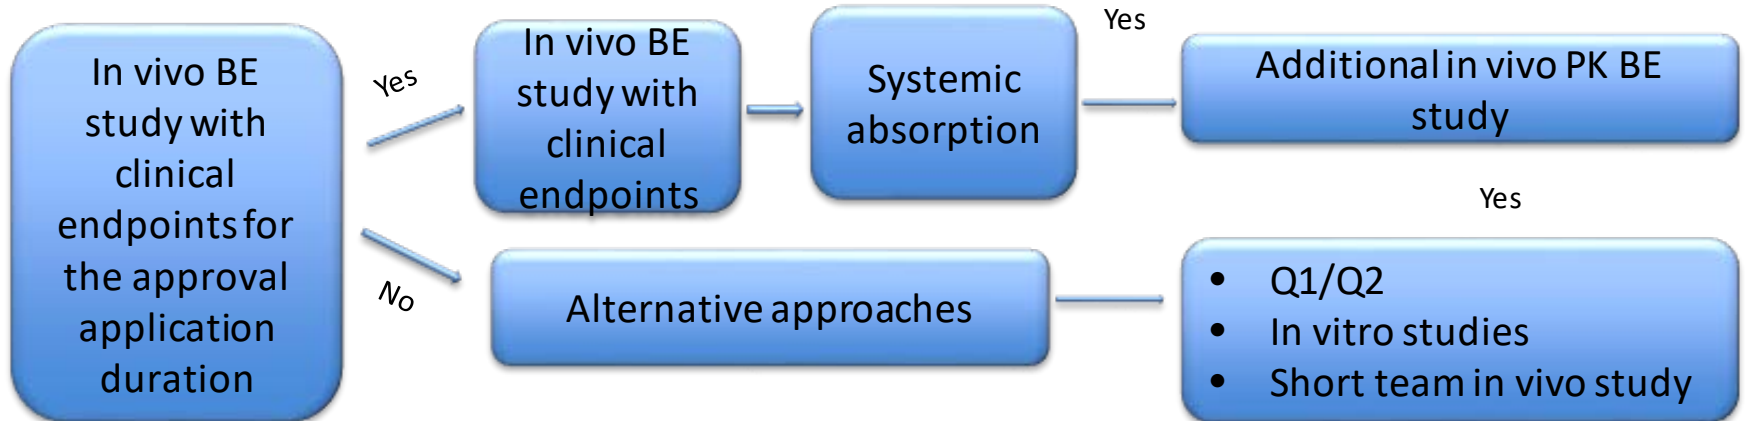 In vivo BE
study with
clinical
endpoints for
the approval
application
duration
Yes
No
In vivo BE
study with
clinical
endpoints
Systemic
absorption
Yes
Additional in vivo PK BE
study
Alternative approaches
Yes
• Q1/Q2
• In vitro studies
• Short team in vivo study